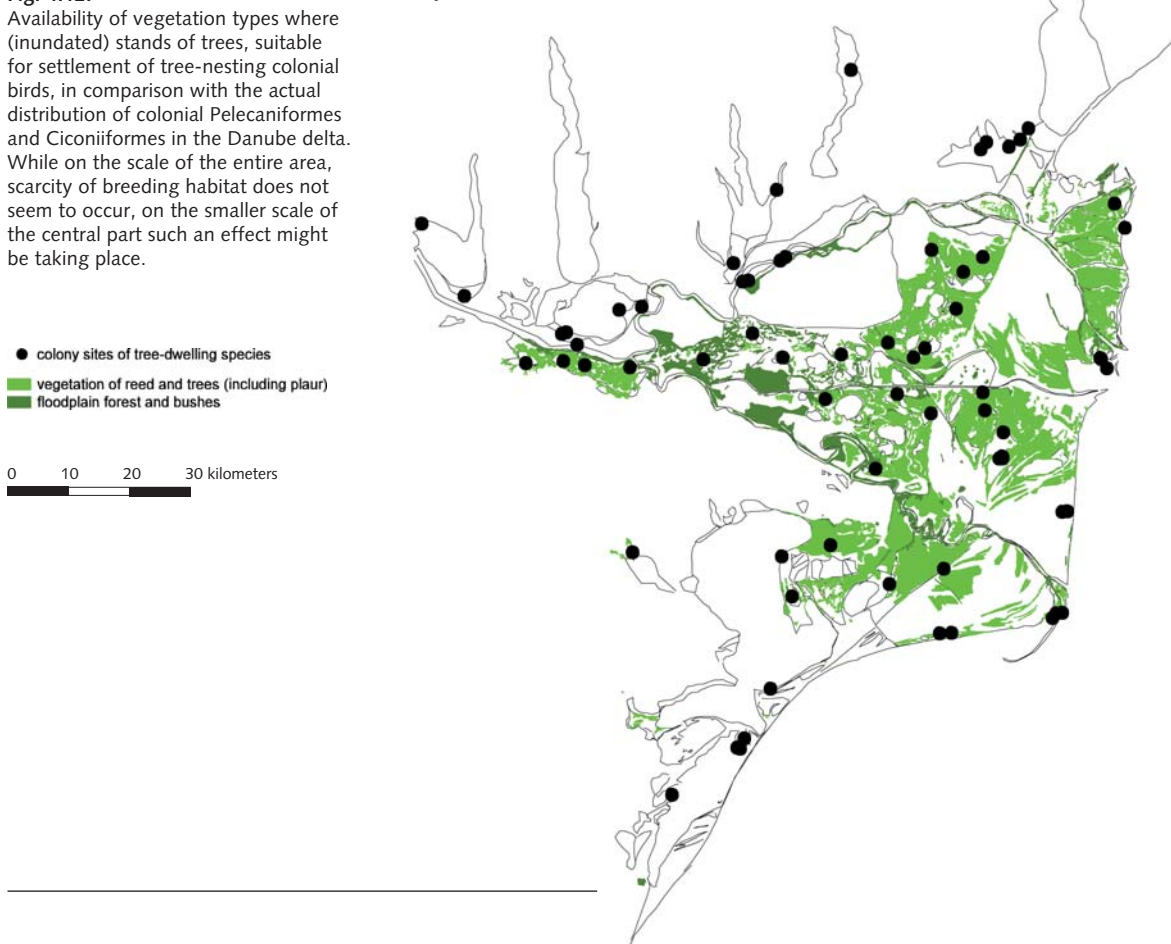 Availability of vegetation types where
(inundated) stands of trees, suitable
for settlement of tree-nesting colonial
birds, in comparison with the actual
distribution of colonial Pelecaniformes
and Ciconiiformes in the Danube delta.
While on the scale of the entire area,
scarcity of breeding habitat does not
seem to occur, on the smaller scale of
the central part such an effect might
be taking place.
colony sites of tree-dwelling species
vegetation of reed and trees (including plaur)
floodplain forest and bushes
0 10 20 30 kilometers